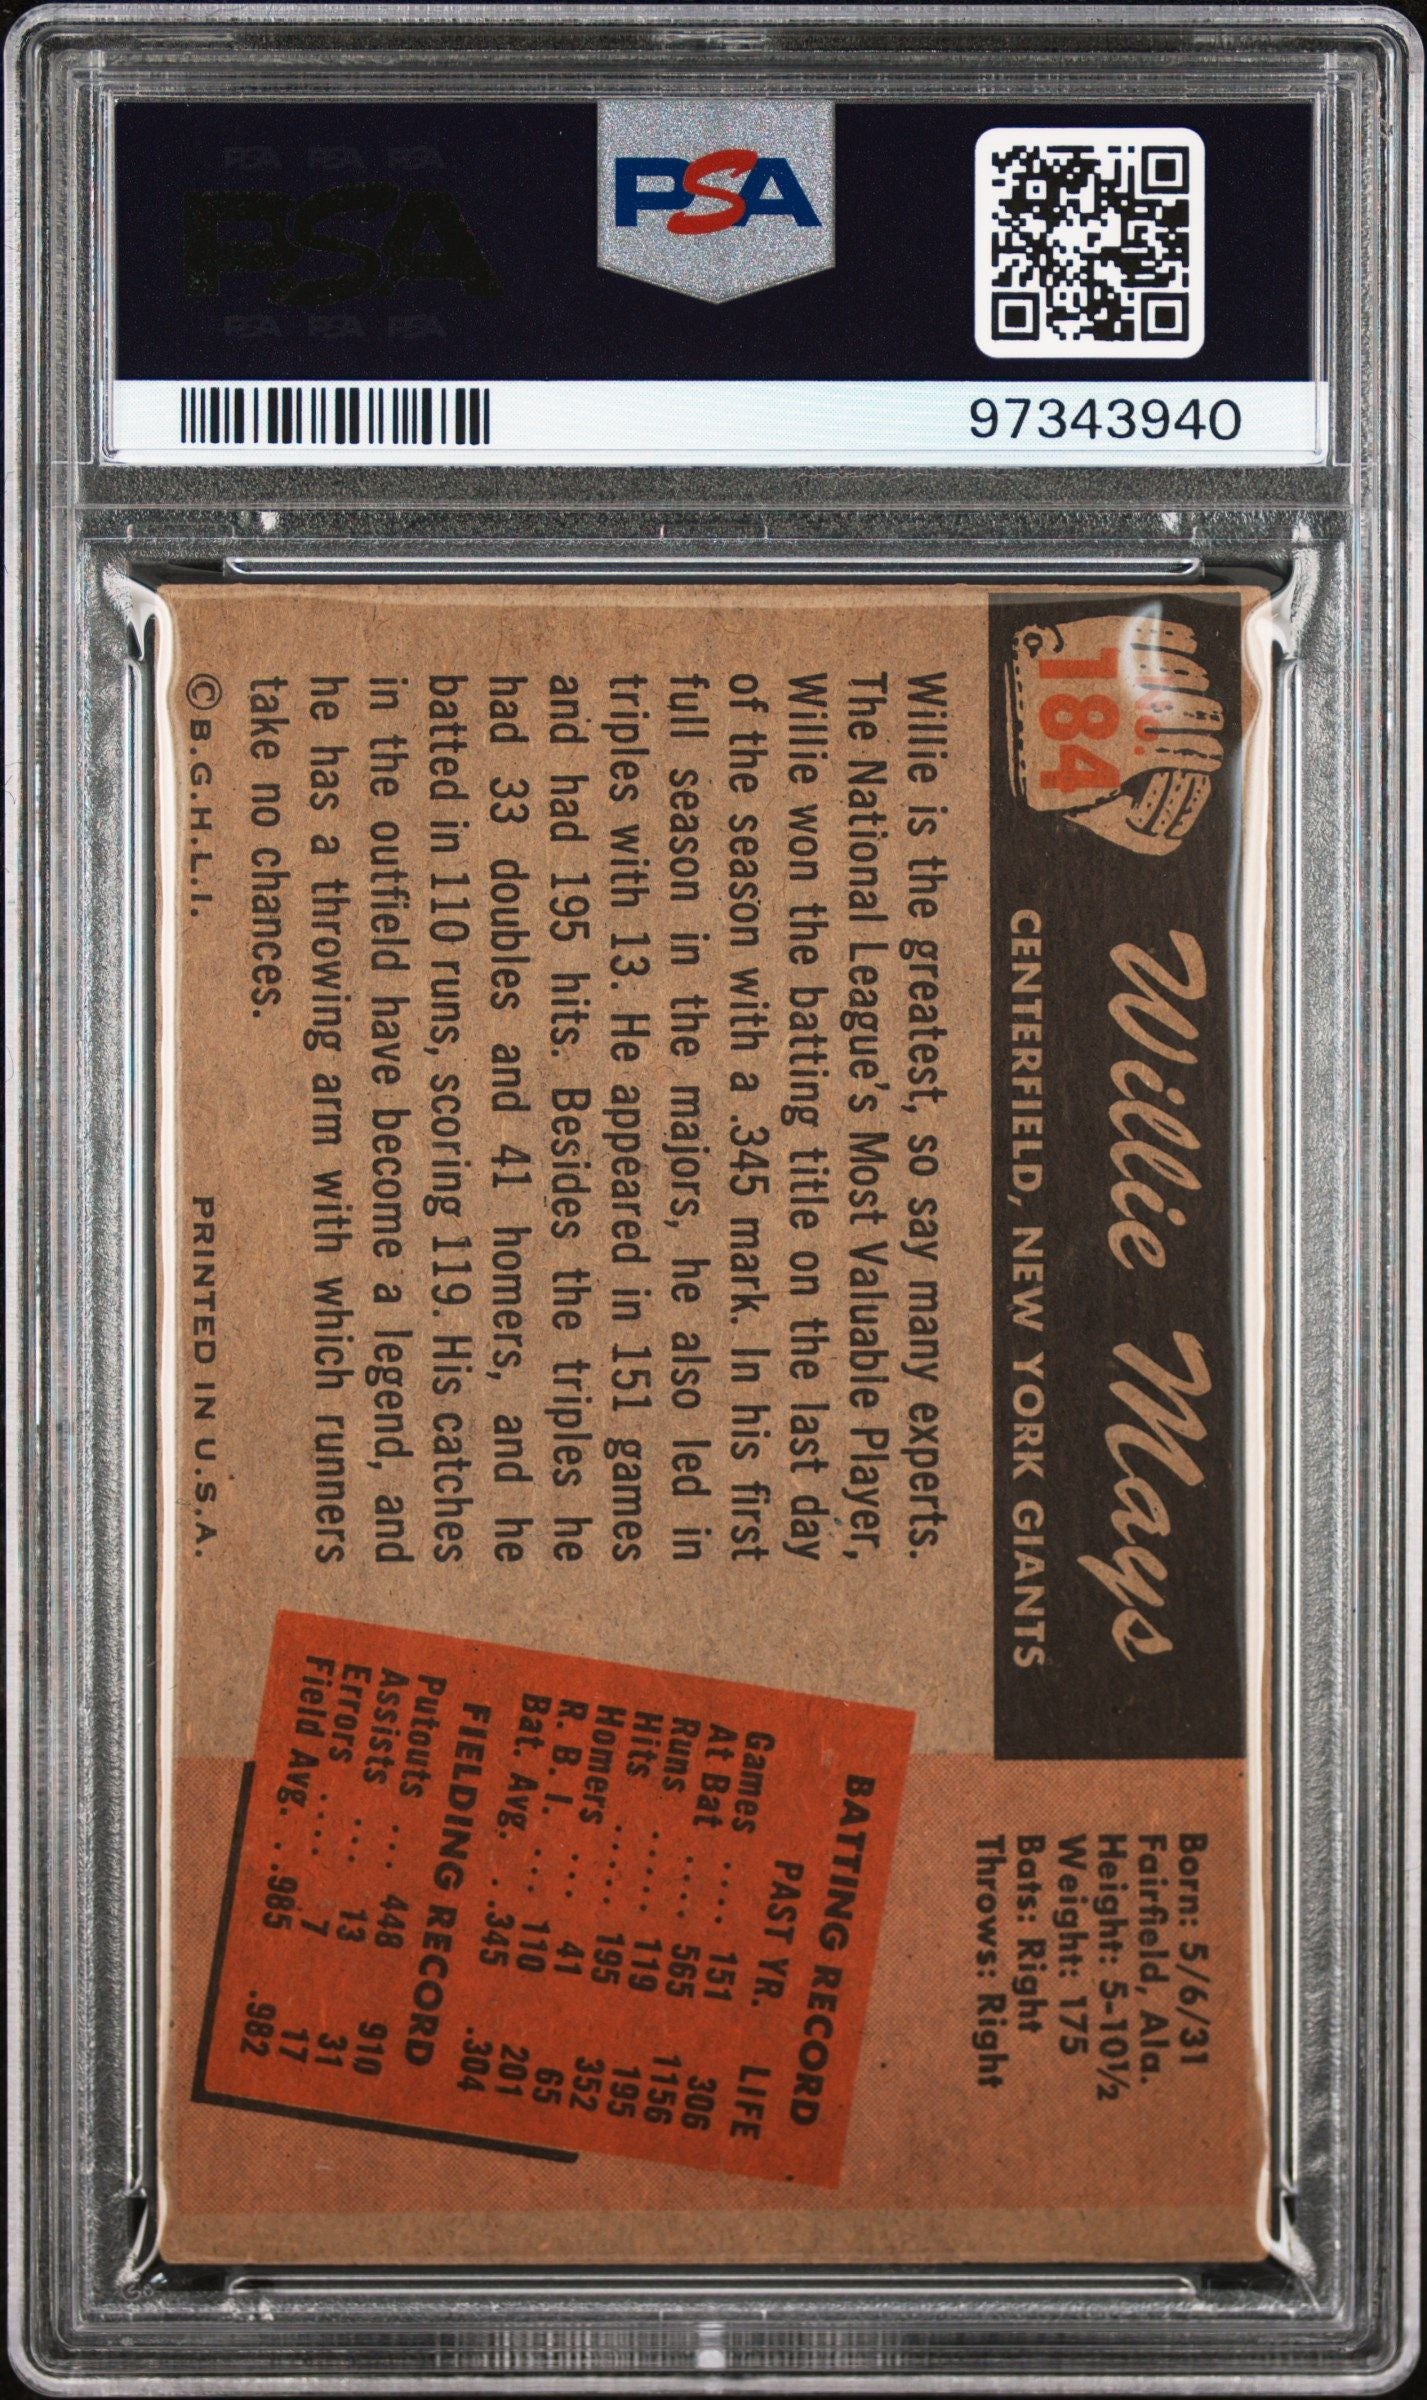 PSA PSA PSA
PSA
PSA PSA PSA
PSA
97343940
NO.
184
Willie Mays
CENTERFIELD, NEW YORK GIANTS
Willie is the greatest, so say many experts.
The National League's Most Valuable Player,
Willie won the batting title on the last day
of the season with a .345 mark. In his first
full season in the majors, he also led in
triples with 13. He appeared in 151 games
and had 195 hits. Besides the triples he
had 33 doubles and 41 homers, and he
batted in 110 runs, scoring 119. His catches
in the outfield have become a legend, and
he has a throwing arm with which runners
take no chances.
© B.G.H.L.I.
PRINTED IN U.S.A.
Born: 5/6/31
Fairfield, Ala.
Height: 5-10½
Weight: 175
Bats: Right
Throws: Right
BATTING RECORD
PAST YR. LIFE
Games .... 151 306
At Bat .... 565 1156
Runs .... 119 195
Hits ..... 195 352
Homers ..... 41 65
R. B. I. .. 110 201
Bat. Avg. ... .345 .304
FIELDING RECORD
Putouts ... 448 910
Assists ... 13 31
Errors .... 7 17
Field Avg. . .985 .982